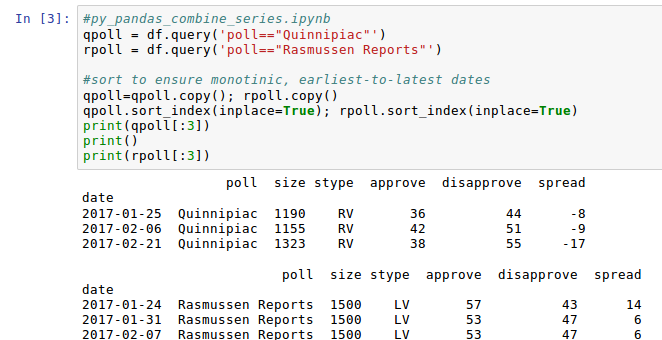 In [3]: #py_pandas_combine_series.ipynb
qpoll = df.query('poll=="Quinnipiac"')
rpoll = df.query('poll=="Rasmussen Reports"')
#sort to ensure monotinic, earliest-to-latest dates
qpoll=qpoll.copy(); rpoll.copy()
qpoll.sort_index(inplace=True); rpoll.sort_index(inplace=True)
print(qpoll[:3])
print()
print(rpoll[:3])
poll size stype approve disapprove spread
date
2017-01-25 Quinnipiac 1190 RV 36 44 -8
2017-02-06 Quinnipiac 1155 RV 42 51 -9
2017-02-21 Quinnipiac 1323 RV 38 55 -17
poll size stype approve disapprove spread
date
2017-01-24 Rasmussen Reports 1500 LV 57 43 14
2017-01-31 Rasmussen Reports 1500 LV 53 47 6
2017-02-07 Rasmussen Reports 1500 LV 53 47 6